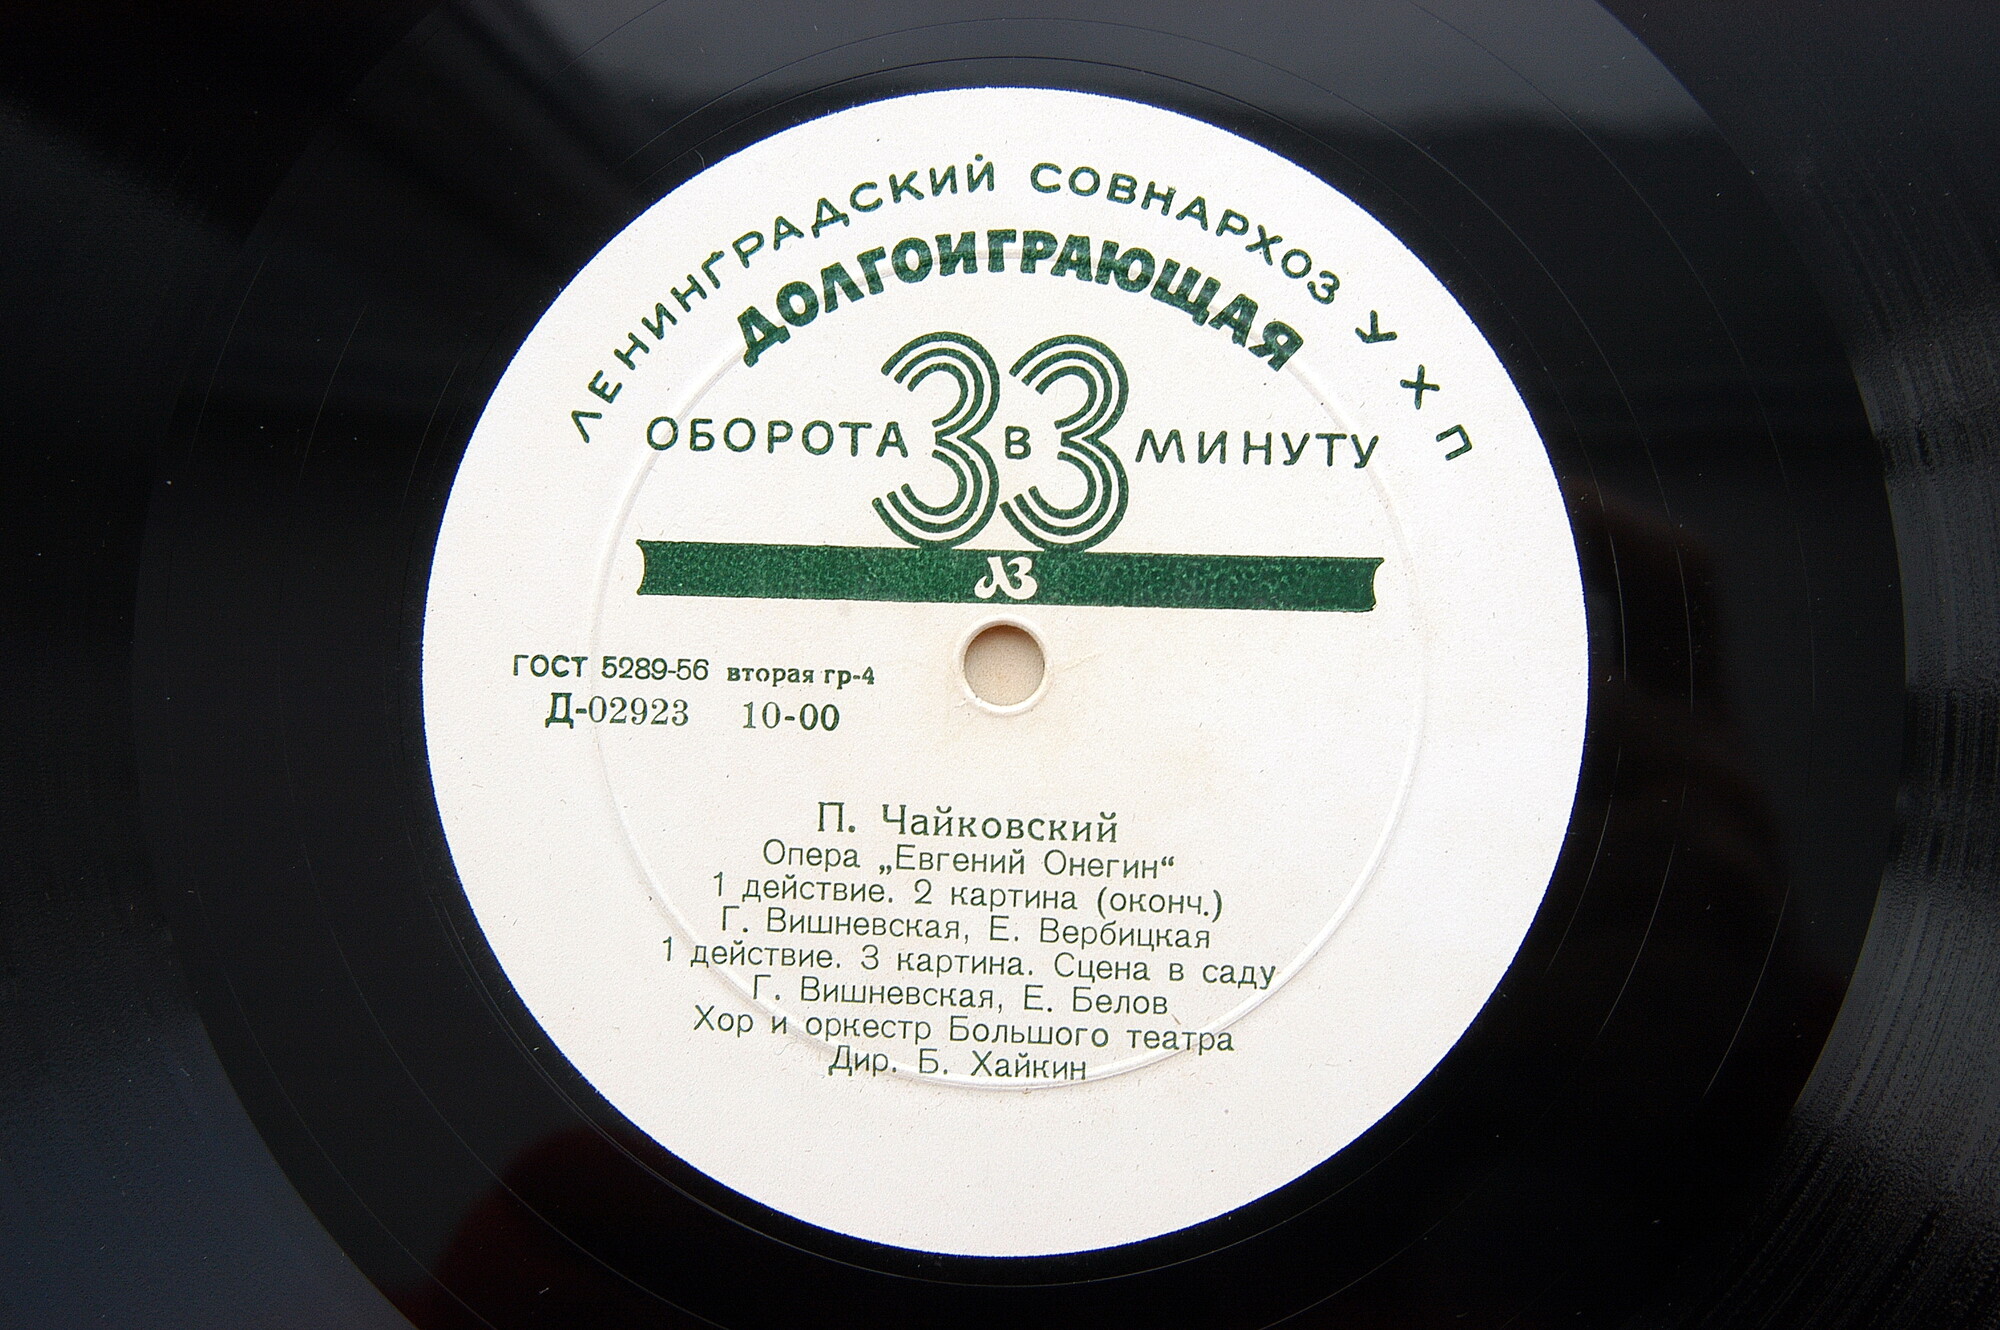 ЛЕНИНГРАДСКИЙ СОВНАРХОЗ УХП
ДОЛГОИГРАЮЩАЯ
33
ОБОРОТА В МИНУТУ
ЛЗ
ГОСТ 5289-56 вторая гр-4
Д-02923 10-00
П. Чайковский
Опера „Евгений Онегин“
1 действие. 2 картина (оконч.)
Г. Вишневская, Е. Вербицкая
1 действие. 3 картина. Сцена в саду
Г. Вишневская, Е. Белов
Хор и оркестр Большого театра
Дир. Б. Хайкин